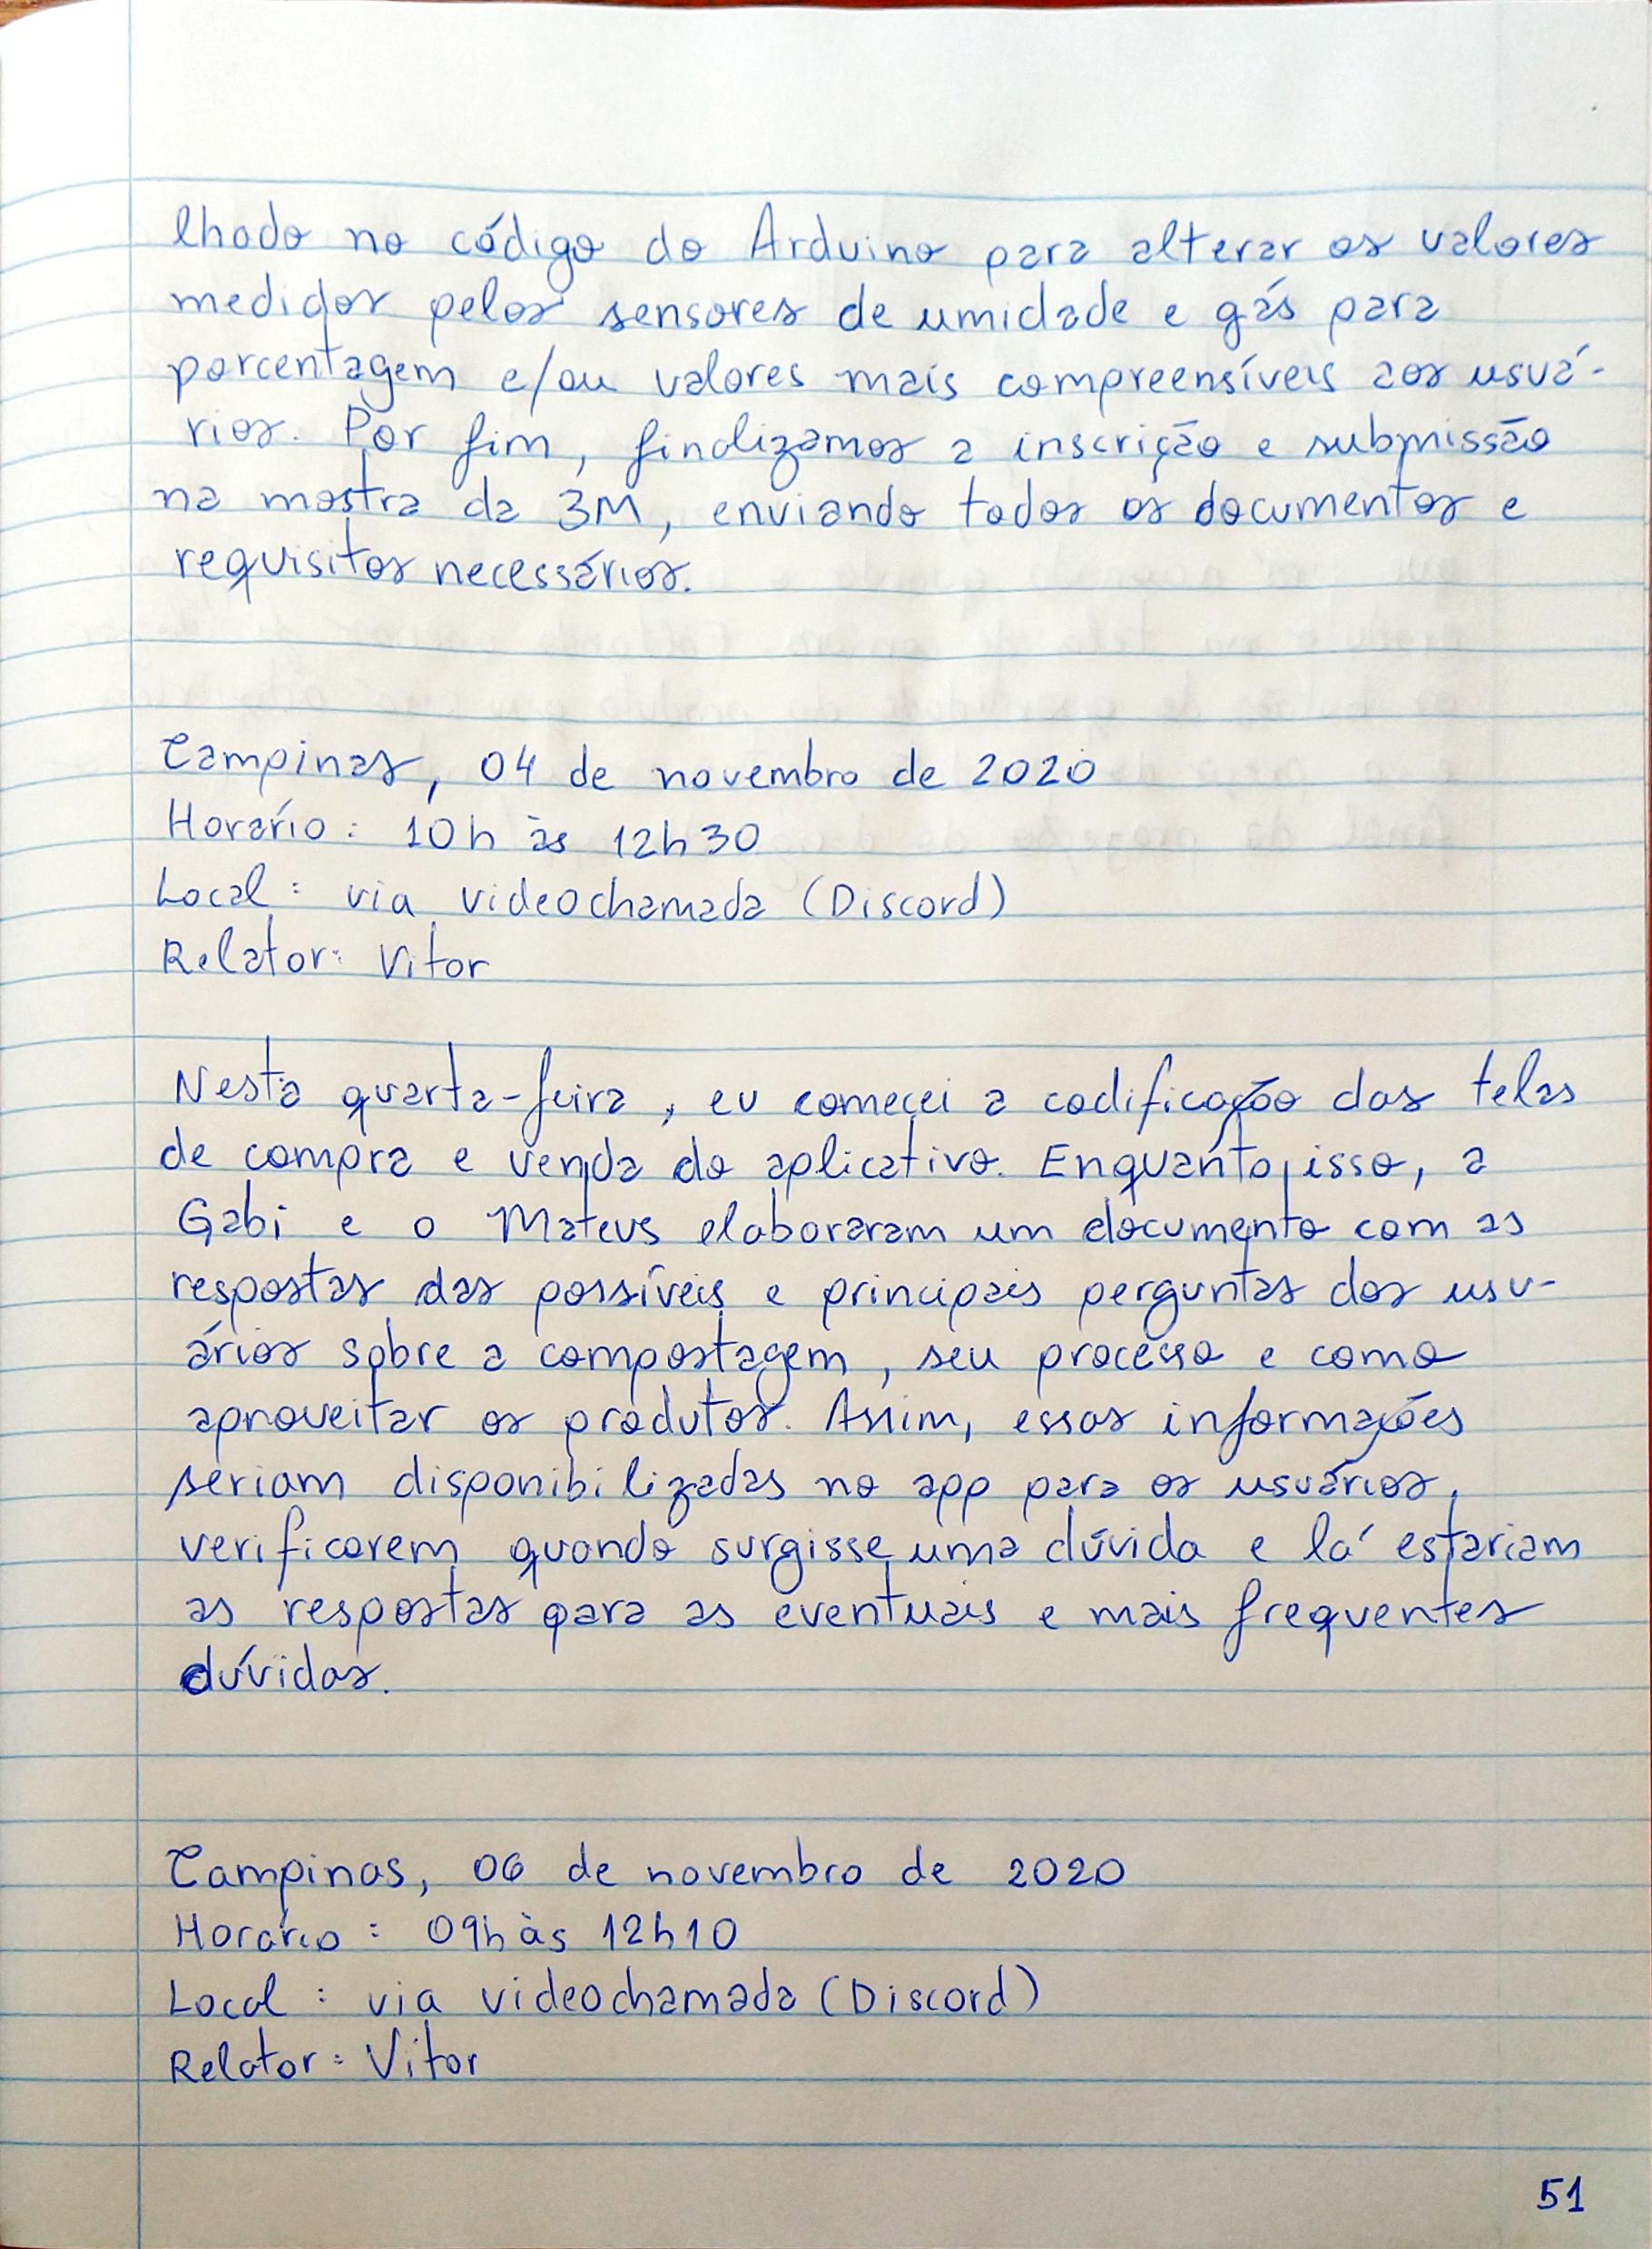 lhado no código do Arduino para alterar os valores
medidos pelos sensores de umidade e gás para
porcentagem e/ou valores mais compreensíveis aos usuá-
rios. Por fim, finalizamos a inscrição e submissão
na mostra da 3M, enviando todos os documentos e
requisitos necessários.
Campinas, 04 de novembro de 2020
Horário: 10h às 12h30
Local: via videochamada (Discord)
Relator: Vitor
Nesta quarta-feira, eu comecei a codificação das telas
de compra e venda do aplicativo. Enquanto isso, a
Gabi e o Mateus elaboraram um documento com as
respostas das possíveis e principais perguntas dos usu-
ários sobre a compostagem, seu processo e como
aproveitar os produtos. Assim, essas informações
seriam disponibilizadas no app para os usuários,
verificarem quando surgisse uma dúvida e lá estariam
as respostas para as eventuais e mais frequentes
dúvidas.
Campinas, 06 de novembro de 2020
Horário: 09h às 12h10
Local: via videochamada (Discord)
Relator: Vitor
51